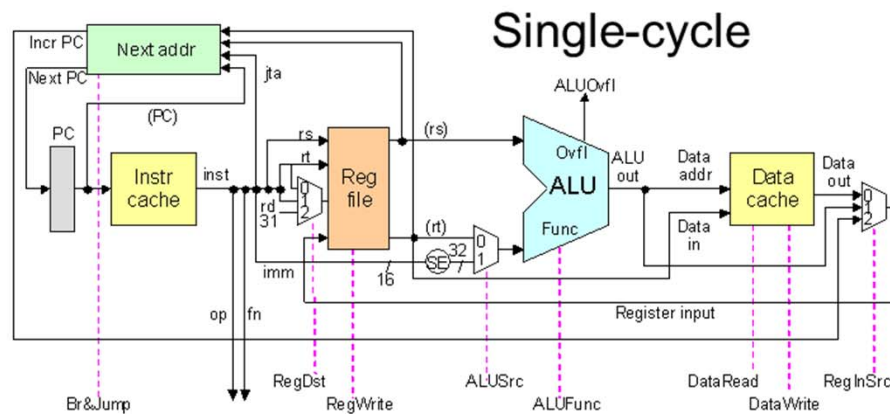 Single-cycle
Incr PC
Next addr
Next PC
jta
(PC)
ALUOvfl
PC
rs
(rs)
rt
Ovfl
ALU
out
Data
addr
Data
out
Instr
cache
inst
Reg
file
ALU
Data
cache
0
1
2
rd
31
(rt)
Func
0
1
2
imm
16
SE
32
0
1
Data
in
Register input
op
fn
RegDst
ALUSrc
DataRead
RegInSrc
Br&Jump
RegWrite
ALUFunc
DataWrite